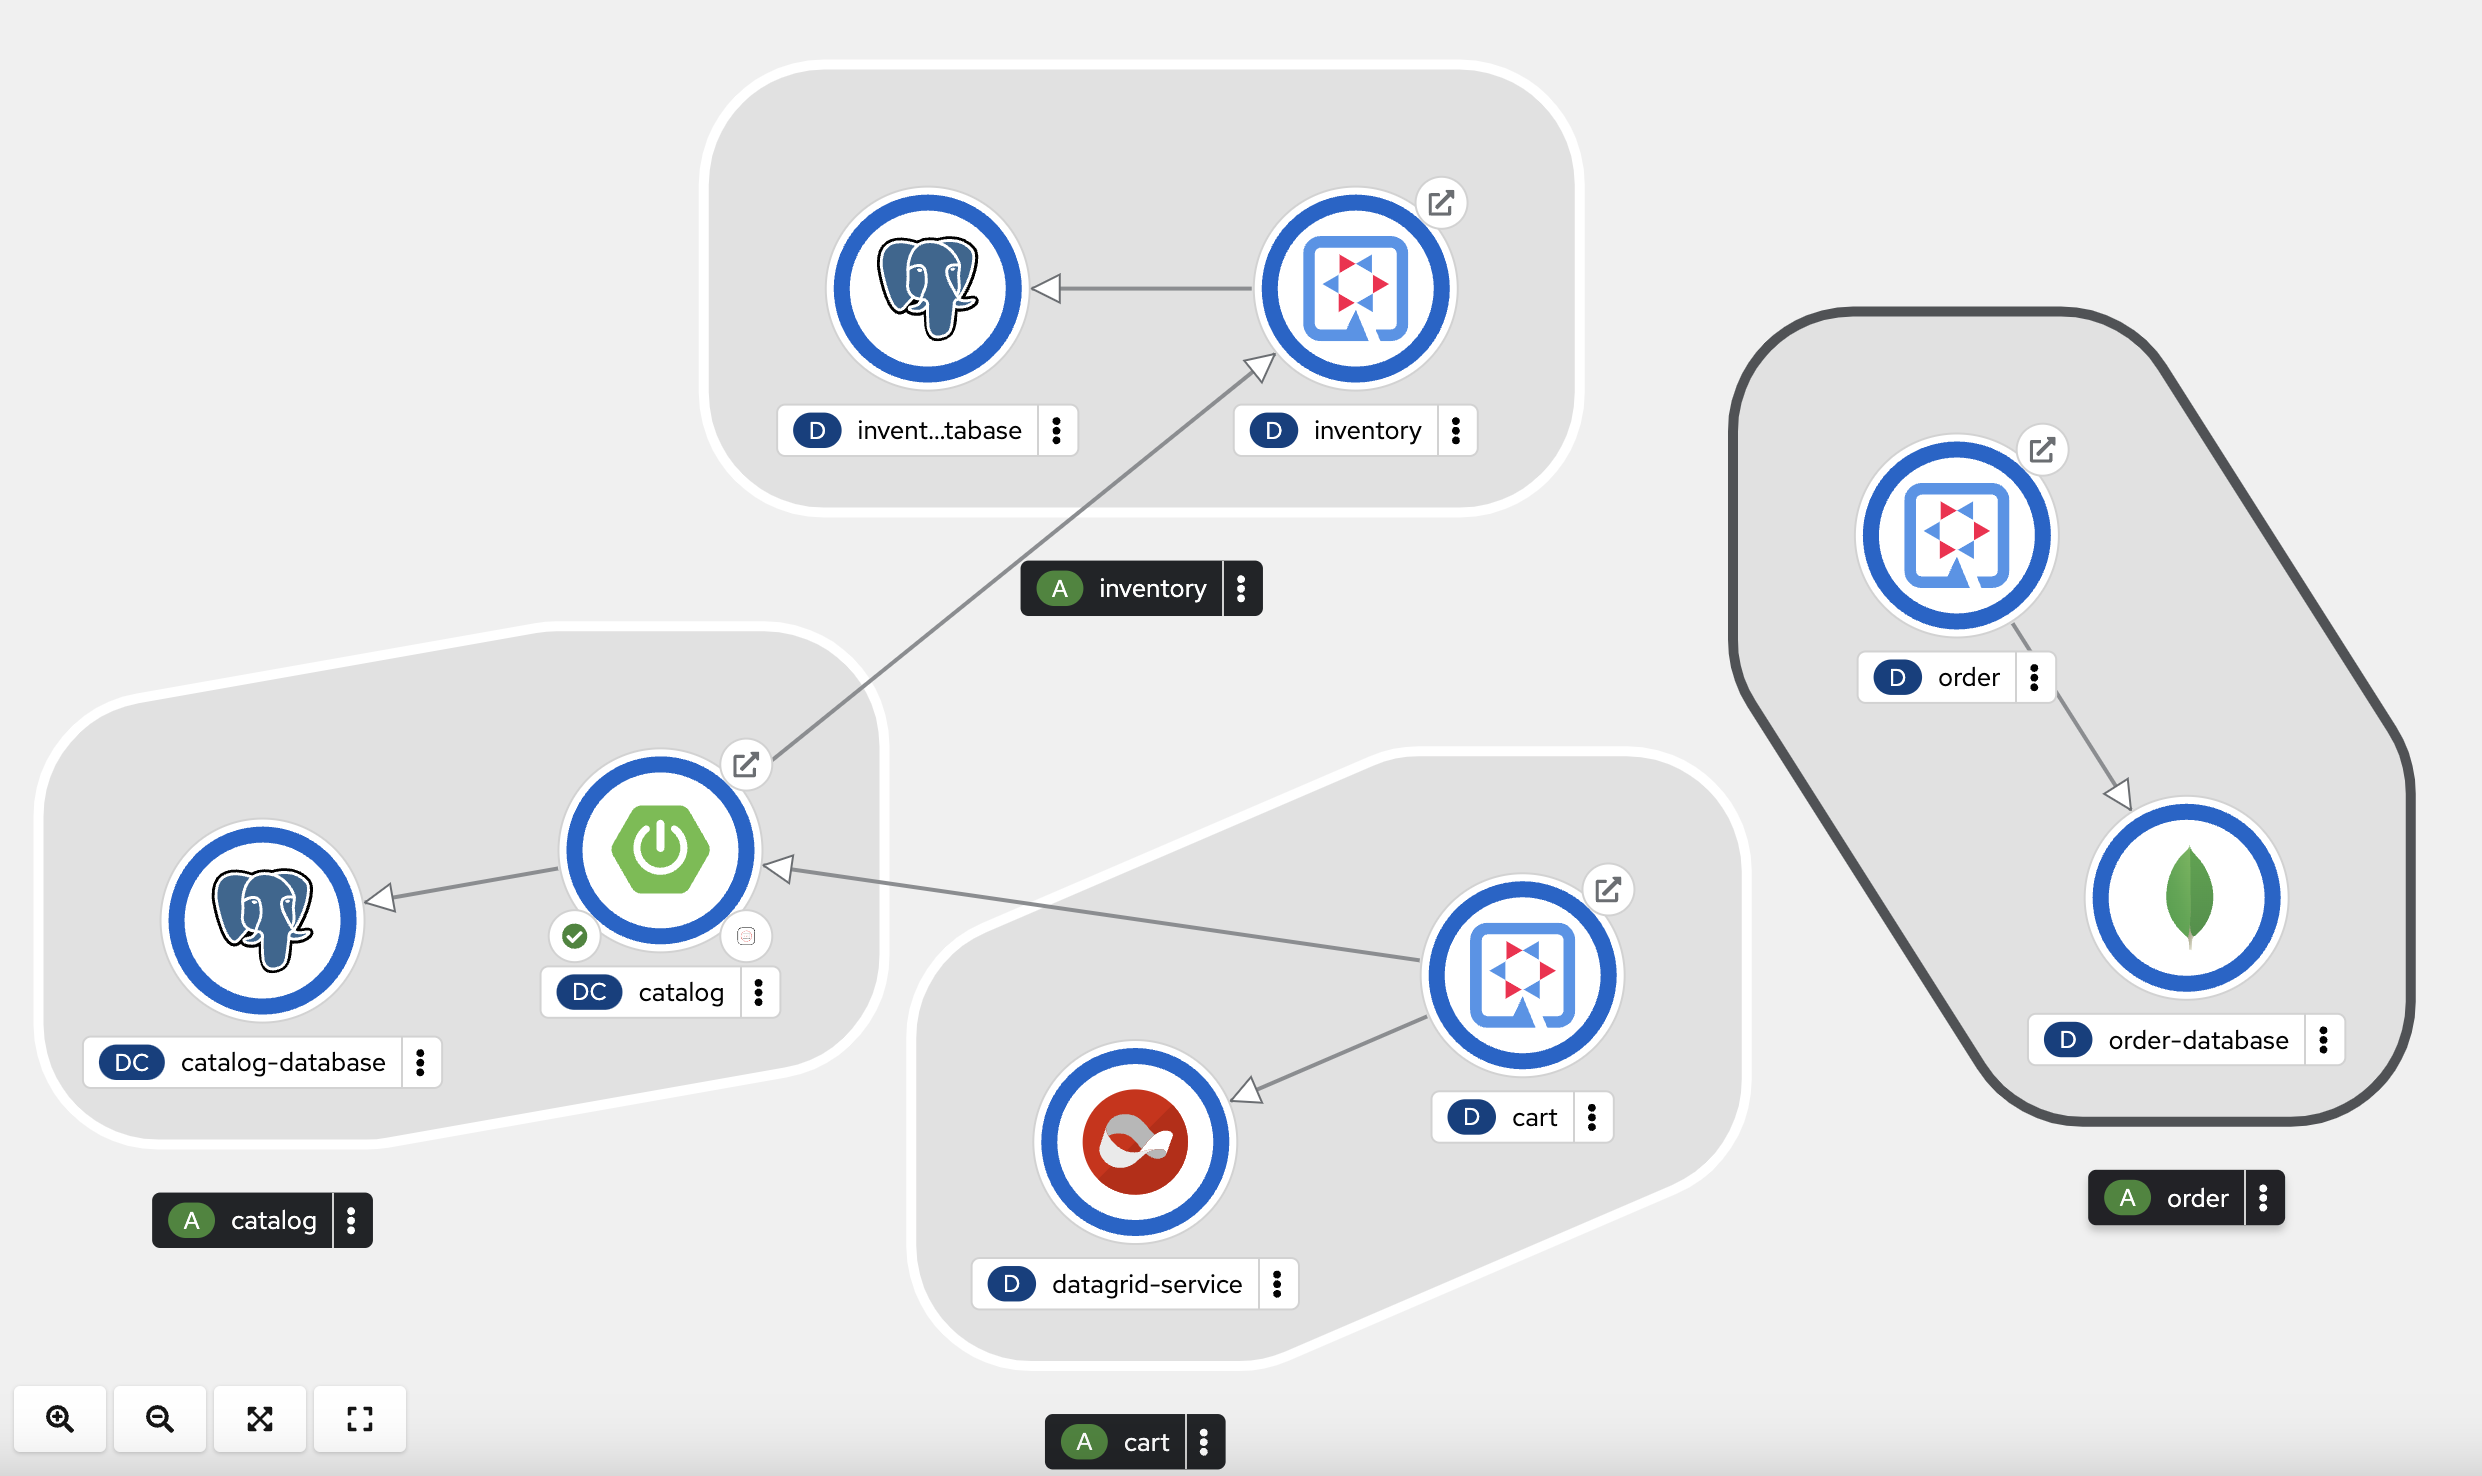 D invent...tabase
D inventory
A inventory
D order
DC catalog
DC catalog-database
D order-database
D cart
A order
A catalog
D datagrid-service
A cart